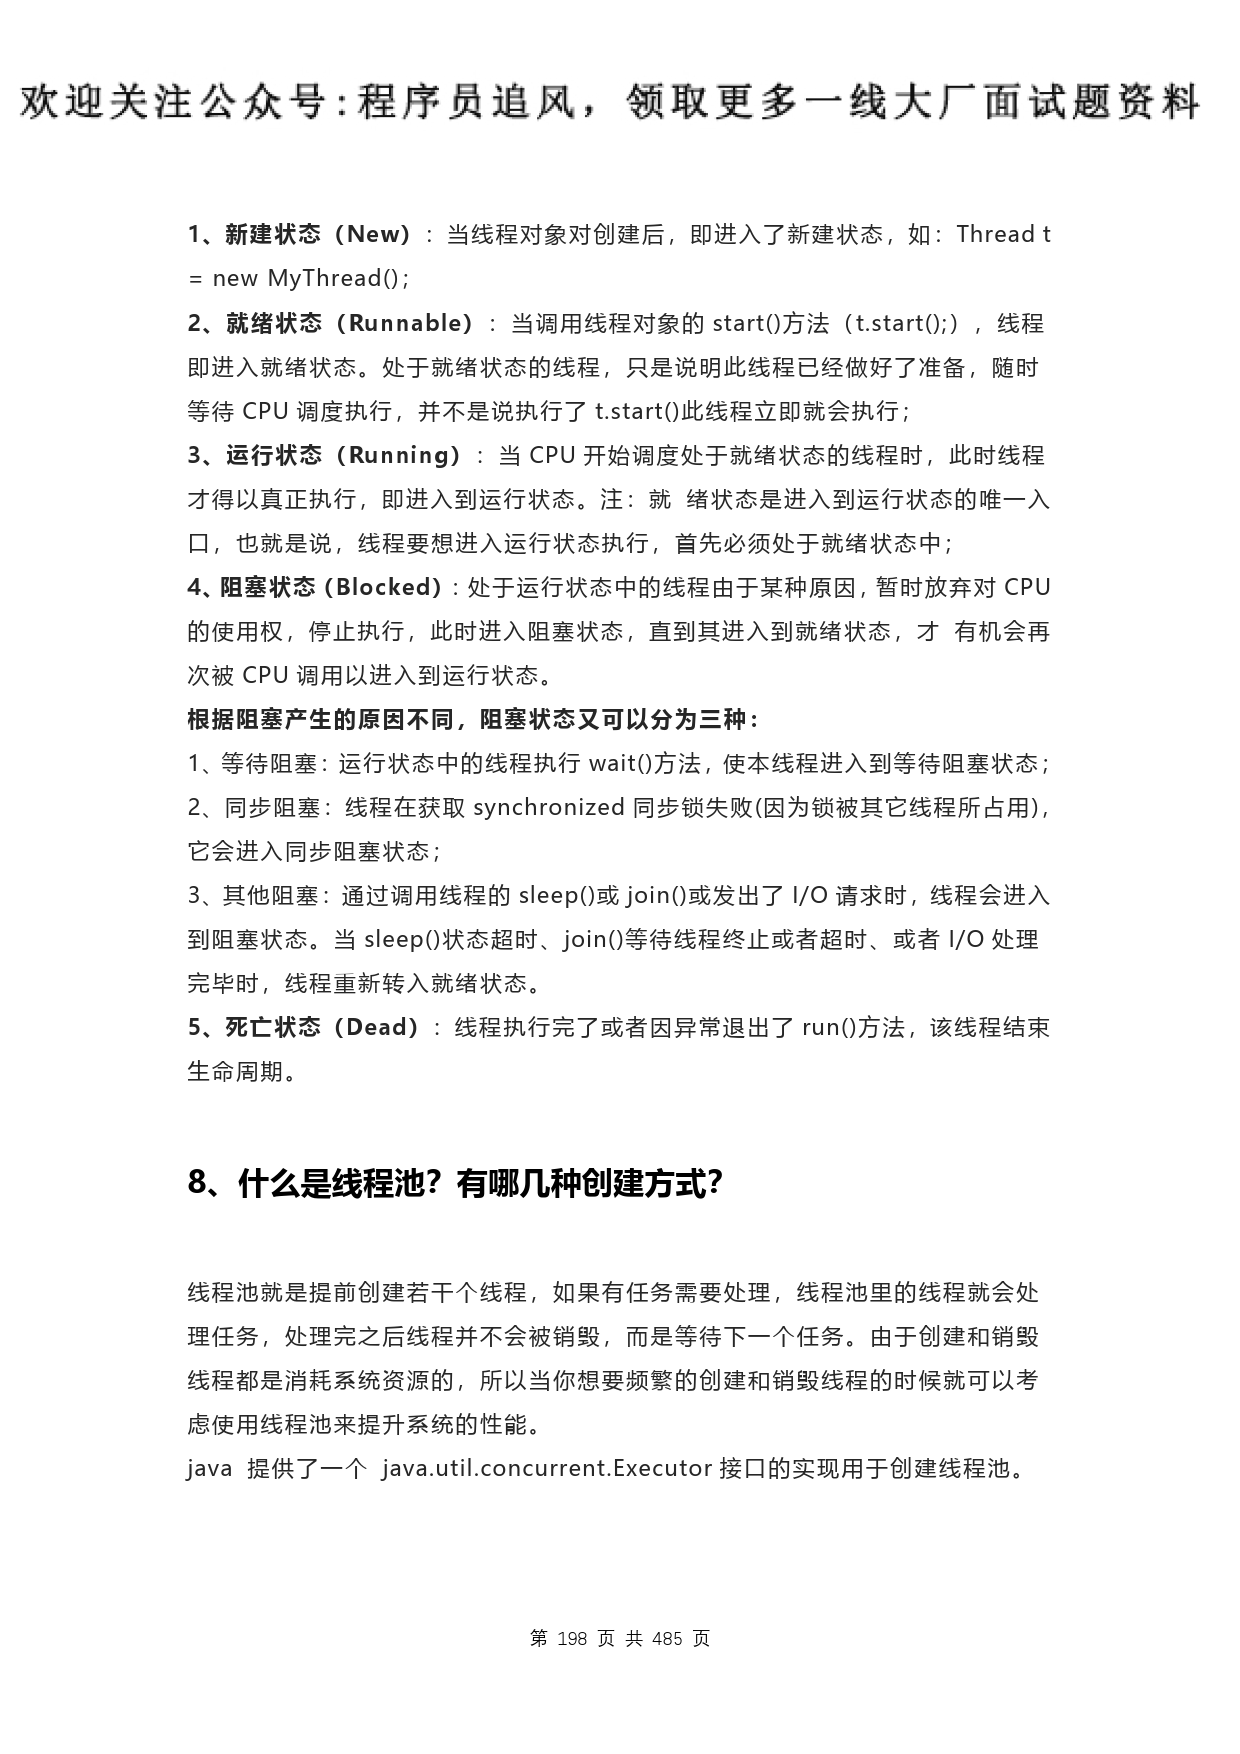 欢迎关注公众号:程序员追风，领取更多一线大厂面试题资料
1、新建状态（New）：当线程对象对创建后，即进入了新建状态，如：Thread t
= new MyThread()；
2、就绪状态（Runnable）：当调用线程对象的 start()方法（t.start();），线程
即进入就绪状态。处于就绪状态的线程，只是说明此线程已经做好了准备，随时
等待 CPU 调度执行，并不是说执行了 t.start()此线程立即就会执行；
3、运行状态（Running）：当 CPU 开始调度处于就绪状态的线程时，此时线程
才得以真正执行，即进入到运行状态。注：就 绪状态是进入到运行状态的唯一入
口，也就是说，线程要想进入运行状态执行，首先必须处于就绪状态中；
4、阻塞状态（Blocked）：处于运行状态中的线程由于某种原因，暂时放弃对 CPU
的使用权，停止执行，此时进入阻塞状态，直到其进入到就绪状态，才 有机会再
次被 CPU 调用以进入到运行状态。
根据阻塞产生的原因不同，阻塞状态又可以分为三种：
1、等待阻塞：运行状态中的线程执行 wait()方法，使本线程进入到等待阻塞状态；
2、同步阻塞：线程在获取 synchronized 同步锁失败(因为锁被其它线程所占用)，
它会进入同步阻塞状态；
3、其他阻塞：通过调用线程的 sleep()或 join()或发出了 I/O 请求时，线程会进入
到阻塞状态。当 sleep()状态超时、join()等待线程终止或者超时、或者 I/O 处理
完毕时，线程重新转入就绪状态。
5、死亡状态（Dead）：线程执行完了或者因异常退出了 run()方法，该线程结束
生命周期。
8、什么是线程池？有哪几种创建方式？
线程池就是提前创建若干个线程，如果有任务需要处理，线程池里的线程就会处
理任务，处理完之后线程并不会被销毁，而是等待下一个任务。由于创建和销毁
线程都是消耗系统资源的，所以当你想要频繁的创建和销毁线程的时候就可以考
虑使用线程池来提升系统的性能。
java 提供了一个 java.util.concurrent.Executor 接口的实现用于创建线程池。
第 198 页 共 485 页